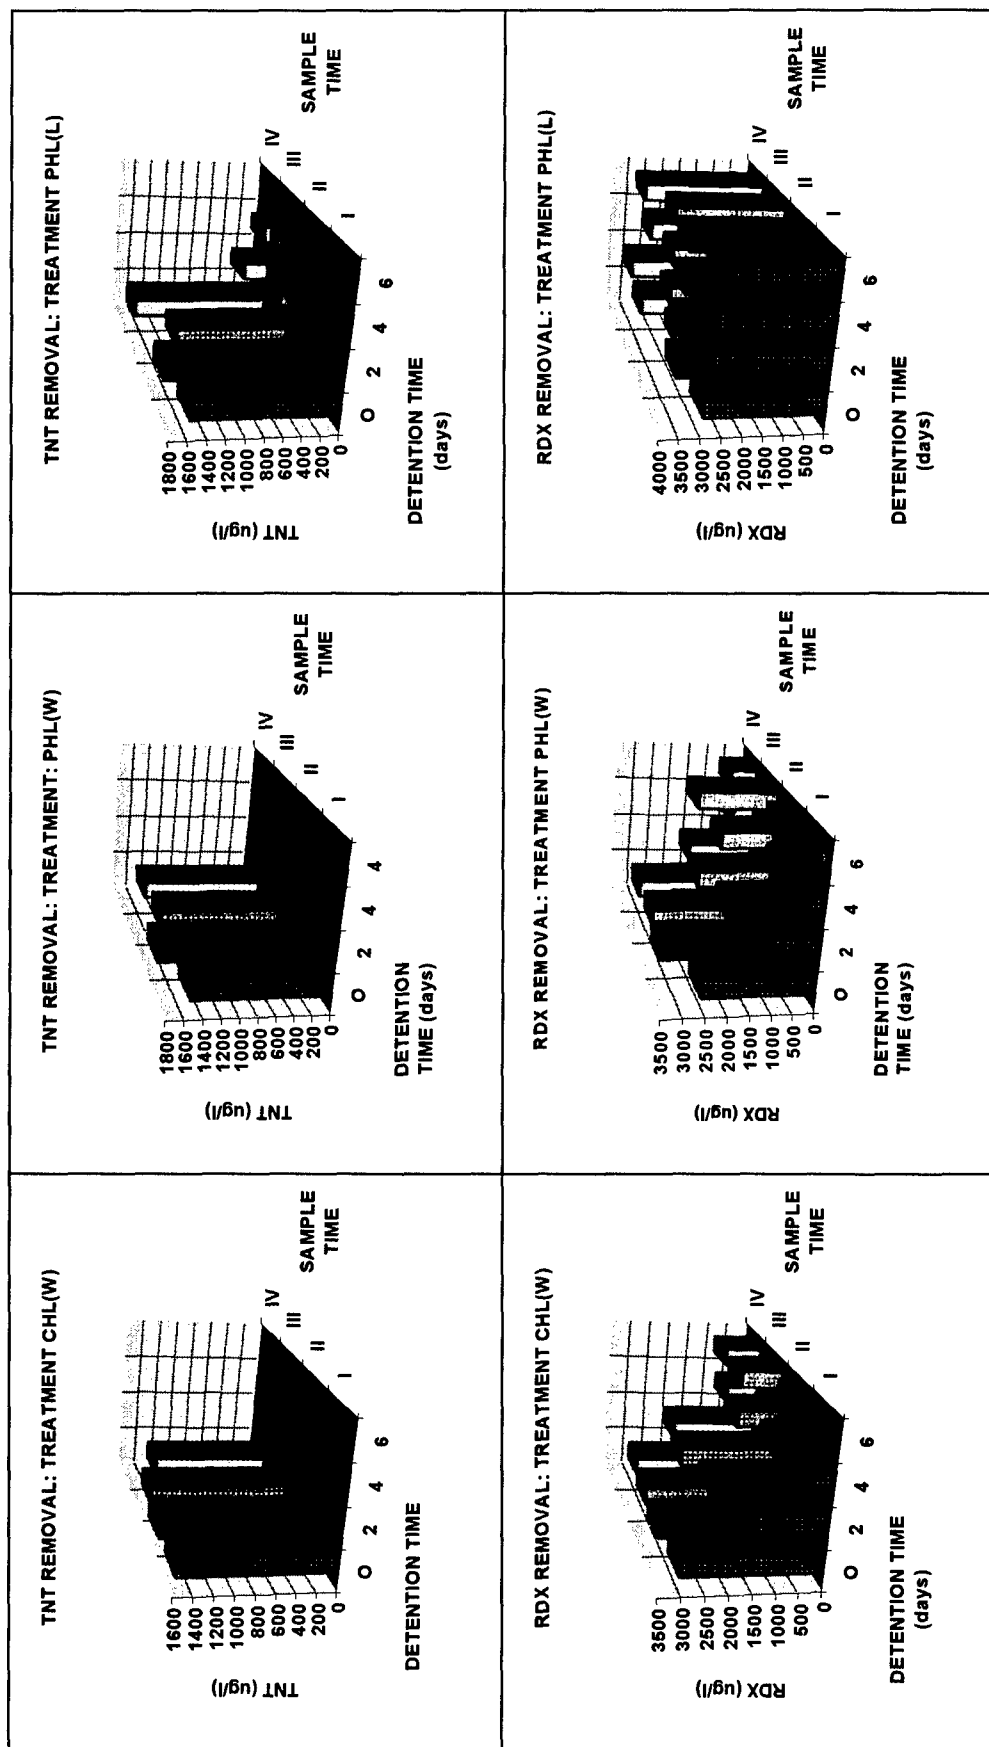 TNT REMOVAL: TREATMENT CHL(W)
TNT (ug/l)
1600
1400
1200
1000
800
600
400
200
0
O
2
4
6
DETENTION TIME
I
II
III
IV
SAMPLE
TIME
TNT REMOVAL: TREATMENT: PHL(W)
TNT (ug/l)
1800
1600
1400
1200
1000
800
600
400
200
0
O
2
4
4
DETENTION
TIME (days)
I
II
III
IV
SAMPLE
TIME
TNT REMOVAL: TREATMENT PHL(L)
TNT (ug/l)
1800
1600
1400
1200
1000
800
600
400
200
0
O
2
4
6
DETENTION TIME
(days)
I
II
III
IV
SAMPLE
TIME
RDX REMOVAL: TREATMENT CHL(W)
RDX (ug/l)
3500
3000
2500
2000
1500
1000
500
0
O
2
4
6
DETENTION TIME
(days)
I
II
III
IV
SAMPLE
TIME
RDX REMOVAL: TREATMENT PHL(W)
RDX (ug/l)
3500
3000
2500
2000
1500
1000
500
0
O
2
4
6
DETENTION
TIME (days)
I
II
III
IV
SAMPLE
TIME
RDX REMOVAL: TREATMENT PHL(L)
RDX (ug/l)
4000
3500
3000
2500
2000
1500
1000
500
0
O
2
4
6
DETENTION TIME
(days)
I
II
III
IV
SAMPLE
TIME